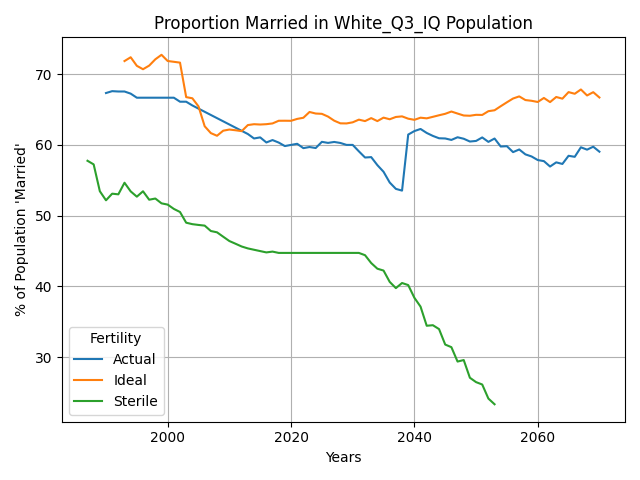 Proportion Married in White_Q3_IQ Population
% of Population 'Married'
70
60
50
40
30
Fertility
Actual
Ideal
Sterile
2000
2020
2040
2060
Years